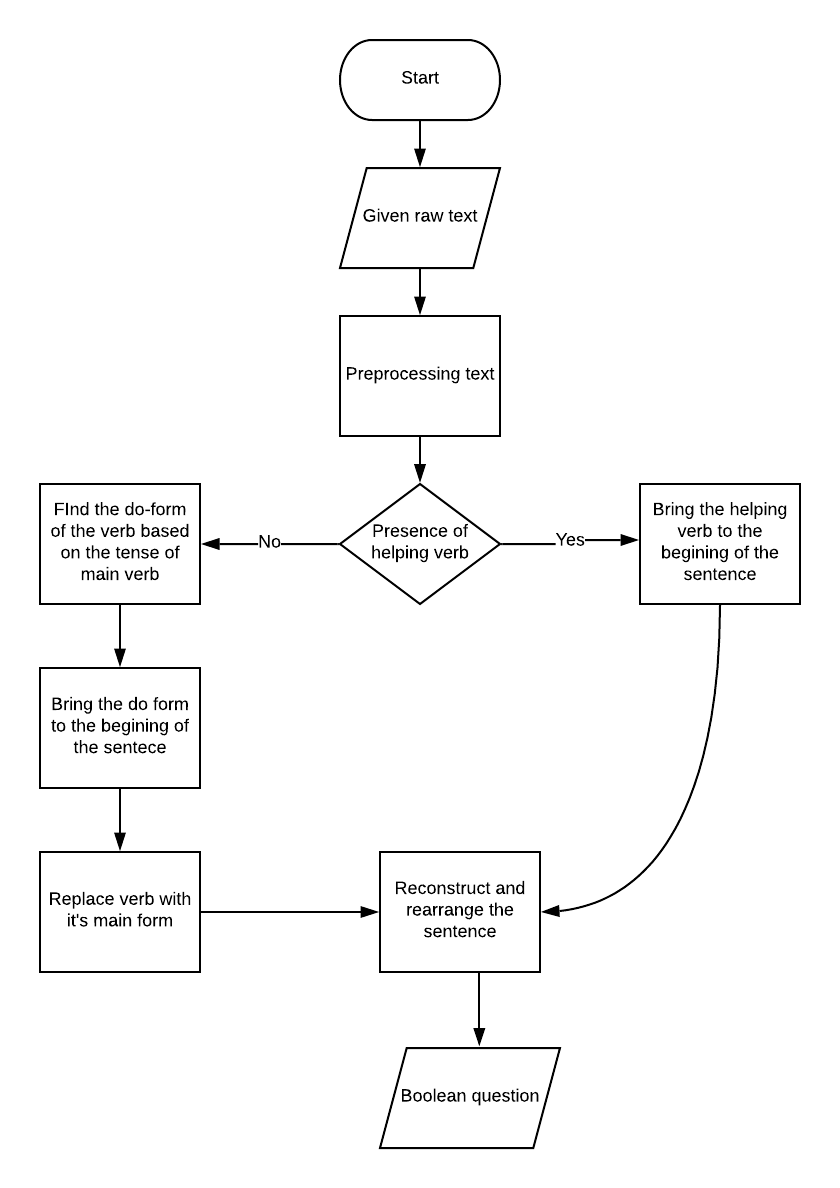 Start
Given raw text
Preprocessing text
Presence of
helping verb
No
Yes
FInd the do-form
of the verb based
on the tense of
main verb
Bring the helping
verb to the
begining of the
sentence
Bring the do form
to the begining of
the sentece
Replace verb with
it's main form
Reconstruct and
rearrange the
sentence
Boolean question